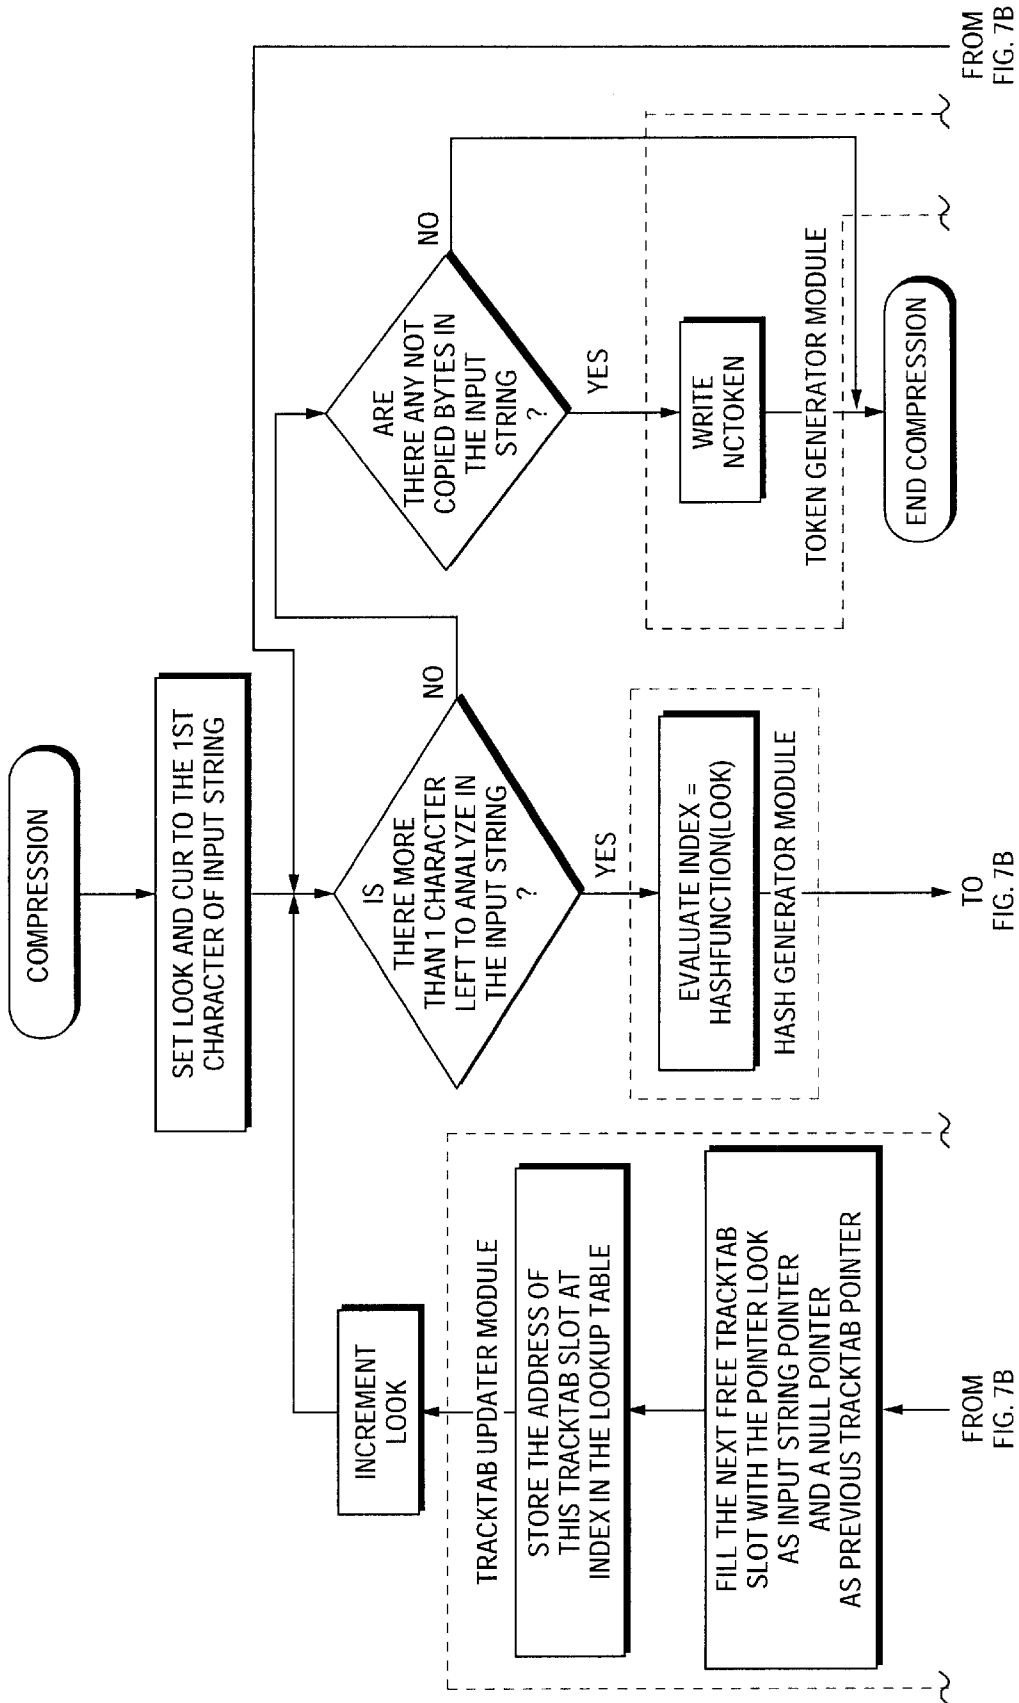 COMPRESSION
SET LOOK AND CUR TO THE 1ST
CHARACTER OF INPUT STRING
INCREMENT
LOOK
TRACKTAB UPDATER MODULE
STORE THE ADDRESS OF
THIS TRACKTAB SLOT AT
INDEX IN THE LOOKUP TABLE
FILL THE NEXT FREE TRACKTAB
SLOT WITH THE POINTER LOOK
AS INPUT STRING POINTER
AND A NULL POINTER
AS PREVIOUS TRACKTAB POINTER
FROM
FIG. 7B
IS
THERE MORE
THAN 1 CHARACTER
LEFT TO ANALYZE IN
THE INPUT STRING
?
NO
YES
EVALUATE INDEX =
HASHFUNCTION(LOOK)
HASH GENERATOR MODULE
TO
FIG. 7B
ARE
THERE ANY NOT
COPIED BYTES IN
THE INPUT
STRING
?
NO
YES
WRITE
NCTOKEN
TOKEN GENERATOR MODULE
END COMPRESSION
FROM
FIG. 7B